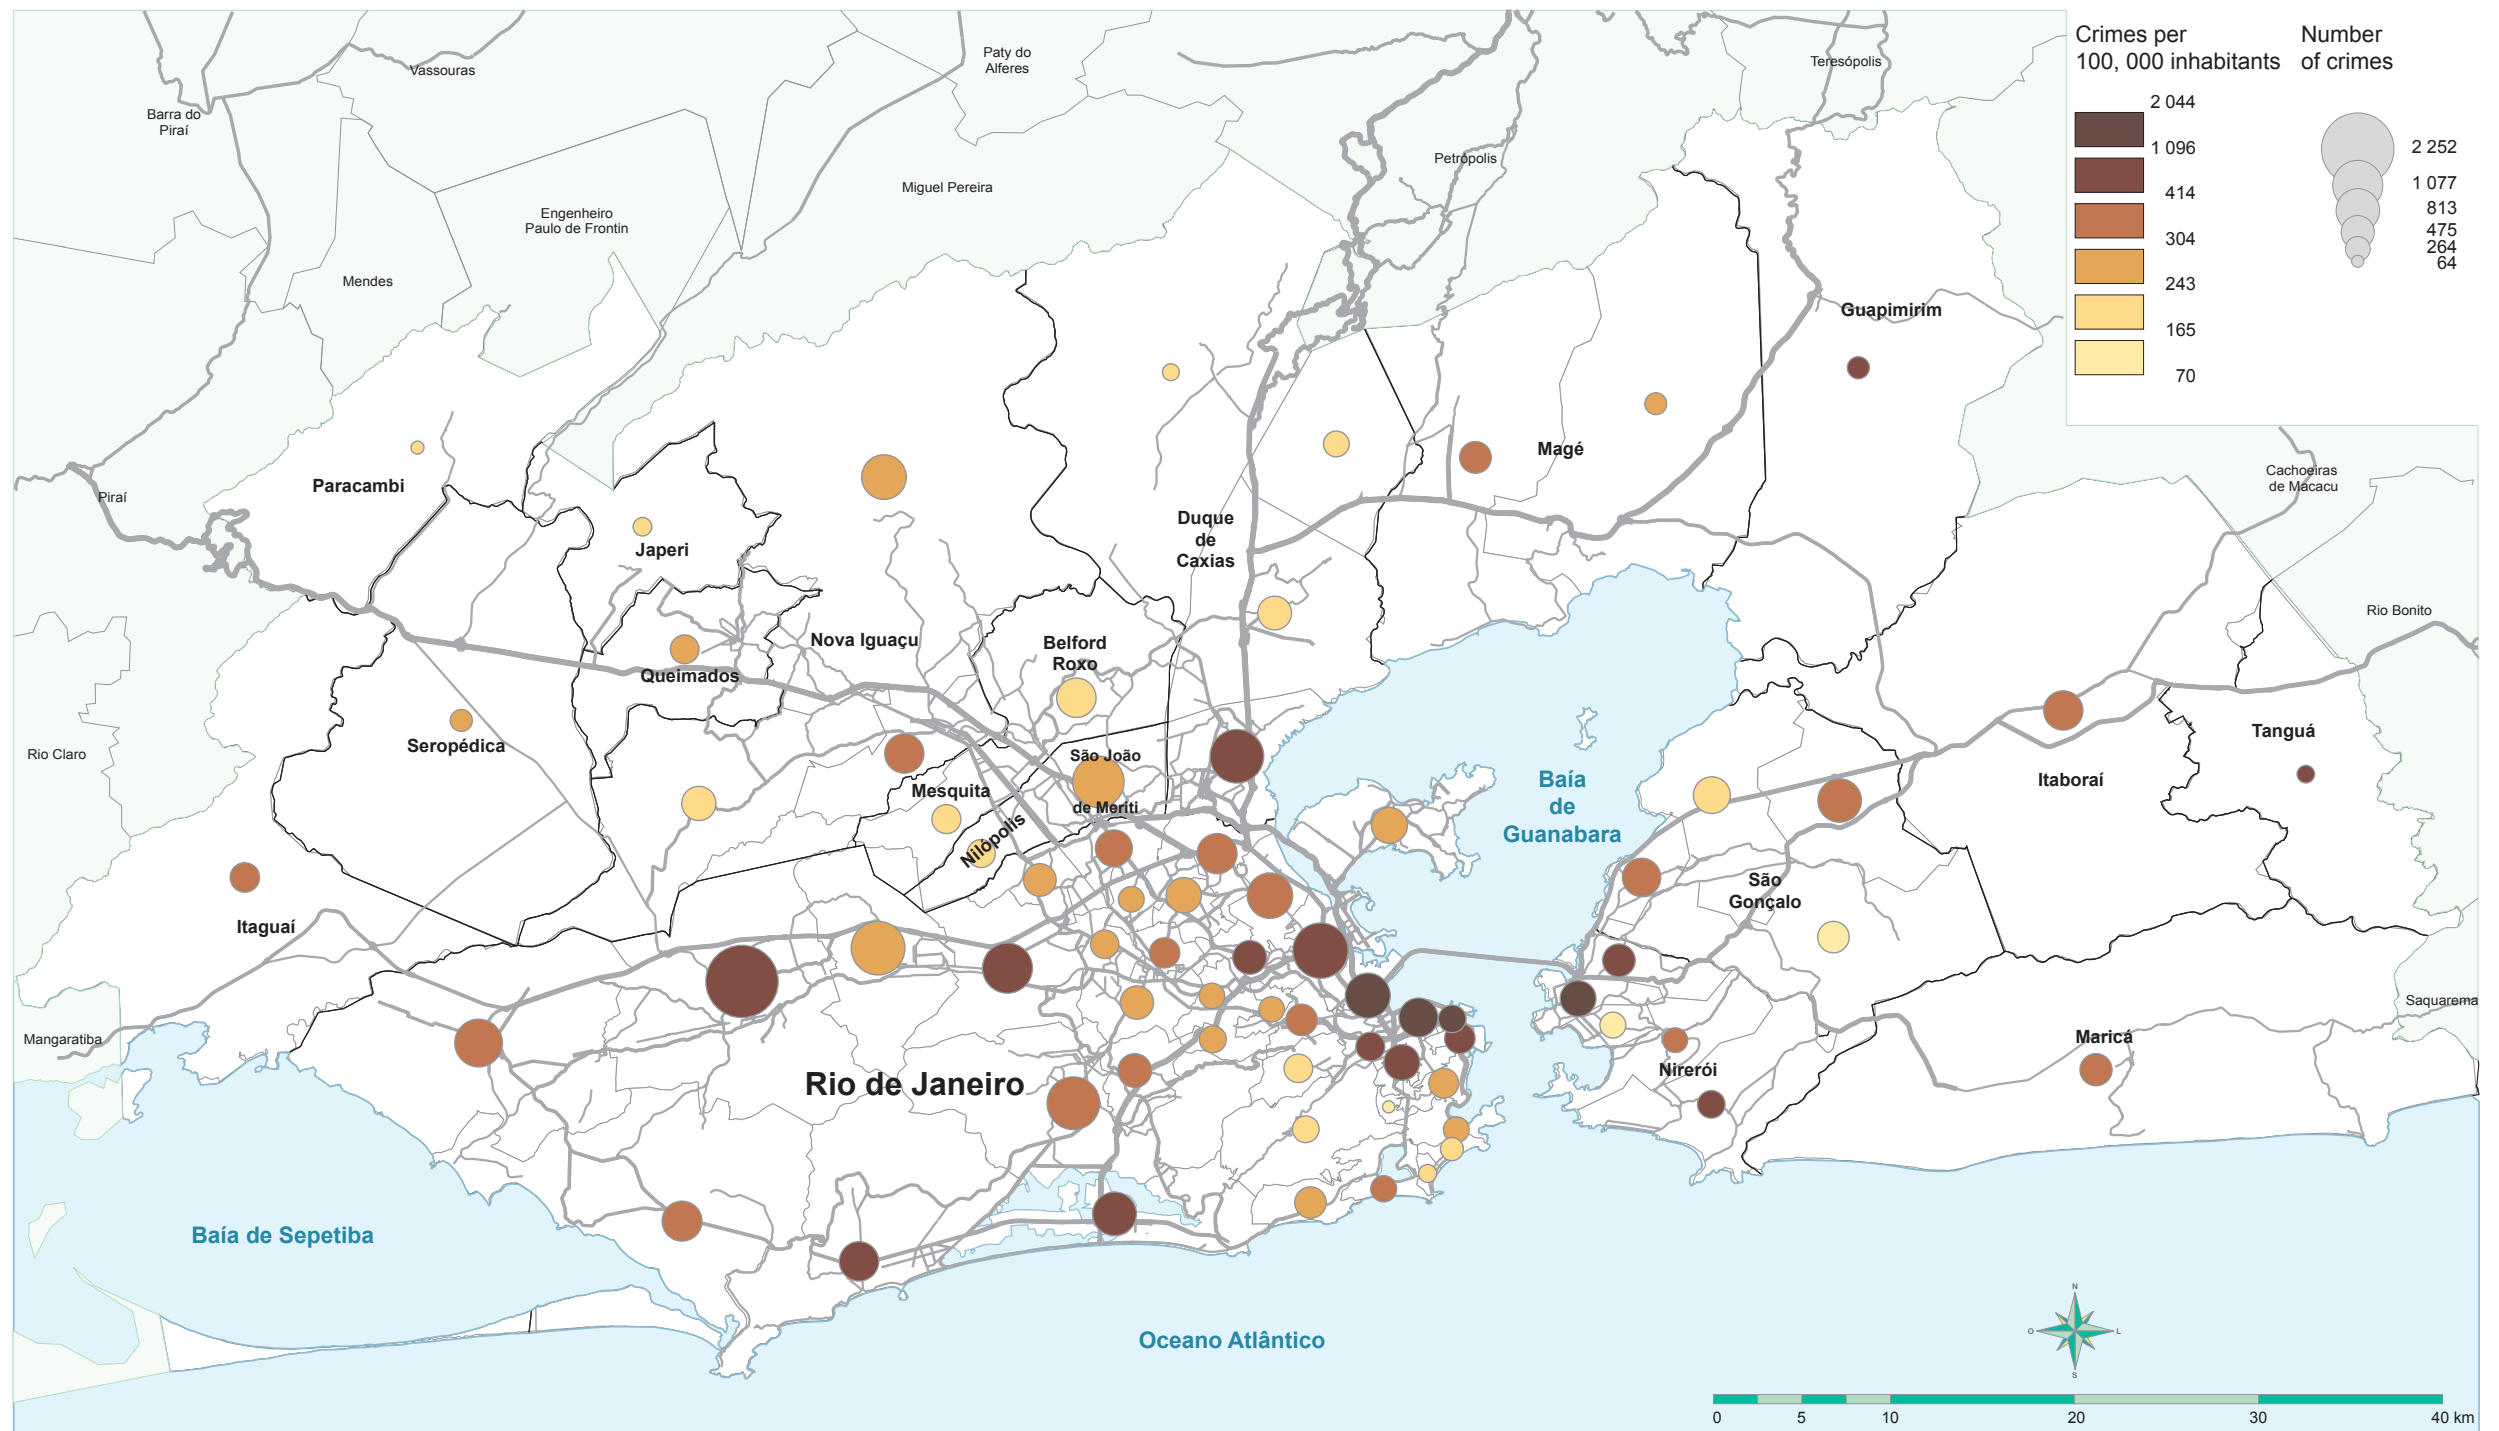 Crimes per
100, 000 inhabitants
2 044
1 096
414
304
243
165
70
Number
of crimes
2 252
1 077
813
475
264
64
Vassouras
Paty do
Alferes
Teresópolis
Barra do
Piraí
Petrópolis
Miguel Pereira
Engenheiro
Paulo de Frontin
Mendes
Guapimirim
Magé
Cachoeiras
de Macacu
Paracambi
Piraí
Duque
de
Caxias
Japeri
Rio Bonito
Nova Iguaçu
Belford
Roxo
Queimados
Seropédica
Tanguá
Rio Claro
São João
de Meriti
Mesquita
Nilópolis
Baía
de
Guanabara
Itaboraí
São
Gonçalo
Itaguaí
Saquarema
Mangaratiba
Maricá
Rio de Janeiro
Nirerói
Baía de Sepetiba
Oceano Atlântico
N
O
L
S
0
5
10
20
30
40 km